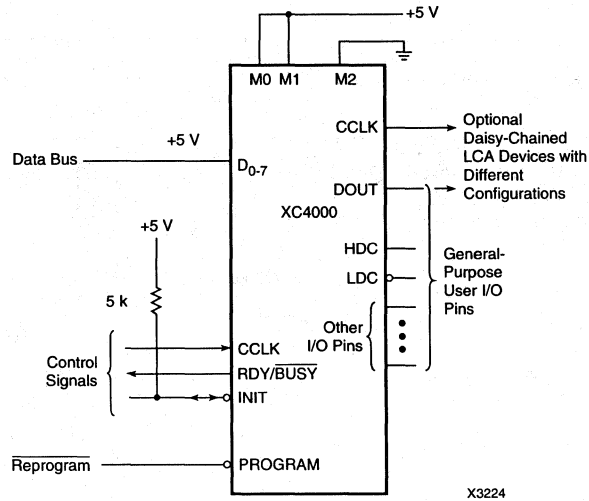 +5 V
M0 M1 M2
CCLK
Optional
Daisy-Chained
LCA Devices with
Different
Configurations
+5 V
Data Bus
D0-7
DOUT
XC4000
+5 V
HDC
LDC
General-
Purpose
User I/O
Pins
5 k
Other
I/O Pins
Control
Signals
CCLK
RDY/BUSY
INIT
Reprogram
PROGRAM
X3224